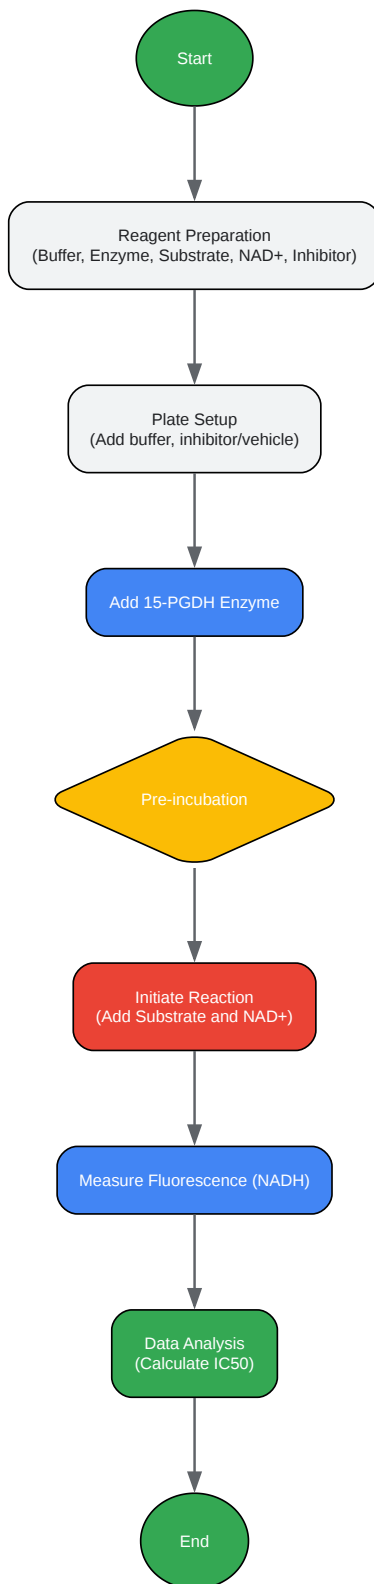 Start
Reagent Preparation
(Buffer, Enzyme, Substrate, NAD+, Inhibitor)
Plate Setup
(Add buffer, inhibitor/vehicle)
Add 15-PGDH Enzyme
Pre-incubation
Initiate Reaction
(Add Substrate and NAD+)
Measure Fluorescence (NADH)
Data Analysis
(Calculate IC50)
End